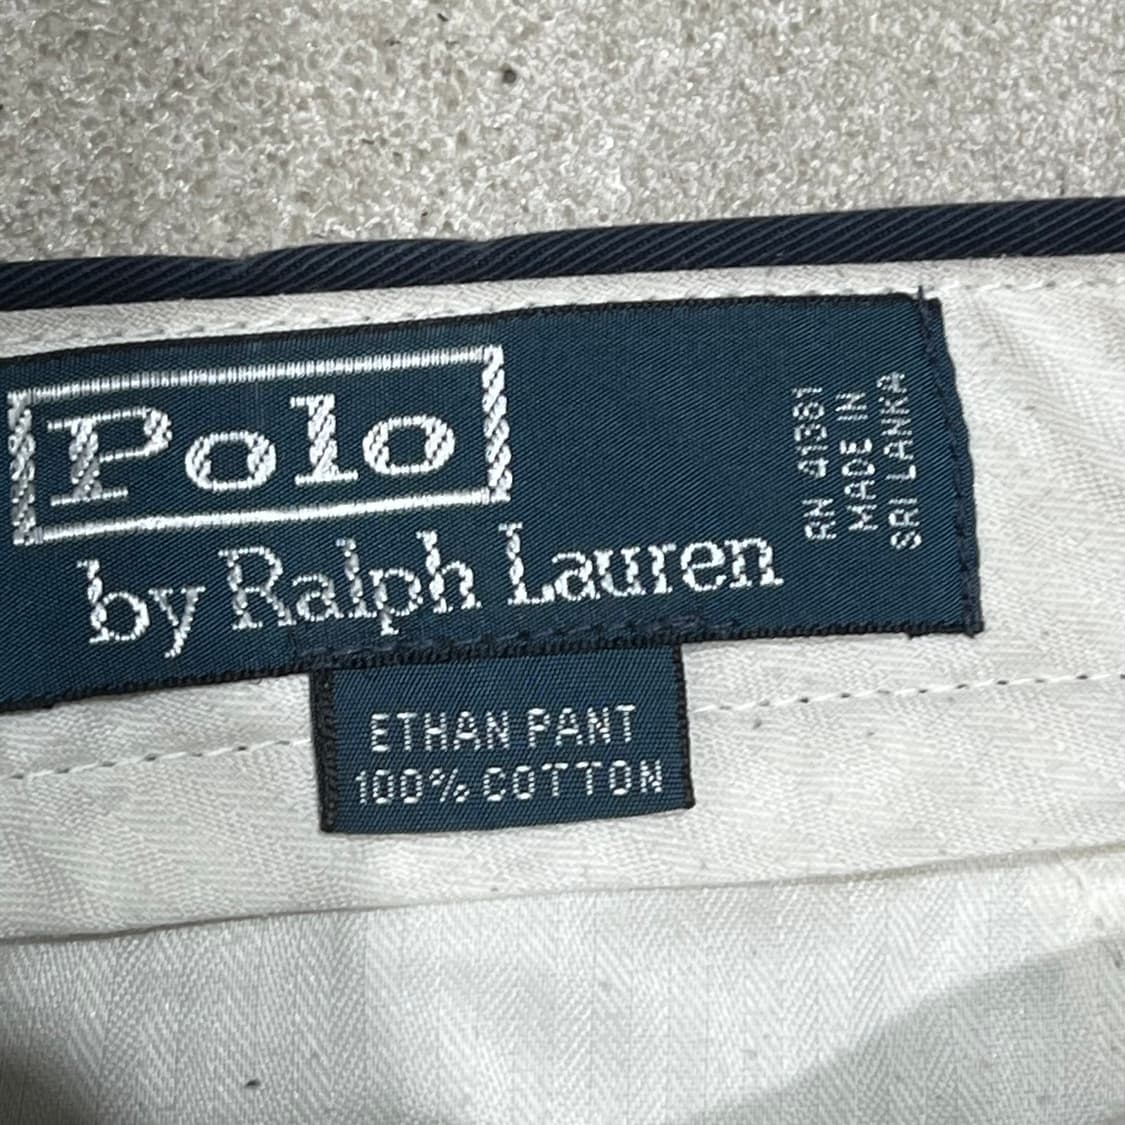 Polo
by Ralph Lauren
RN 41381
MADE IN
SRI LANKA
ETHAN PANT
100% COTTON